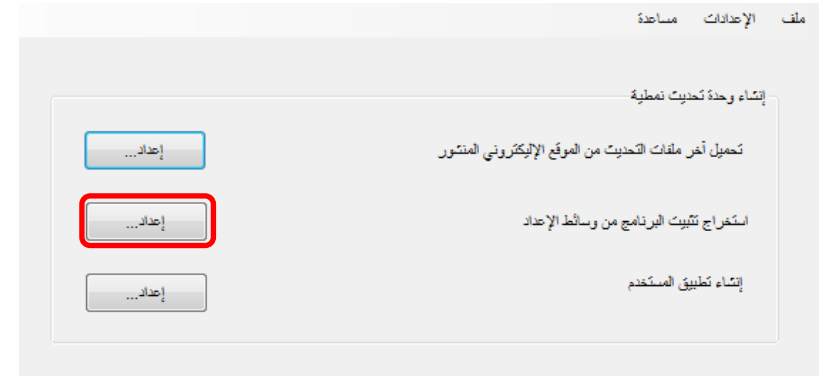 ملف الإعدادات مساعدة
إنشاء وحدة تحديث نمطية
تحميل آخر ملفات التحديث من الموقع الإليكتروني المنشور
إعداد...
استخراج تثبيت البرنامج من وسائط الإعداد
إعداد...
إنشاء تطبيق المستخدم
إعداد...